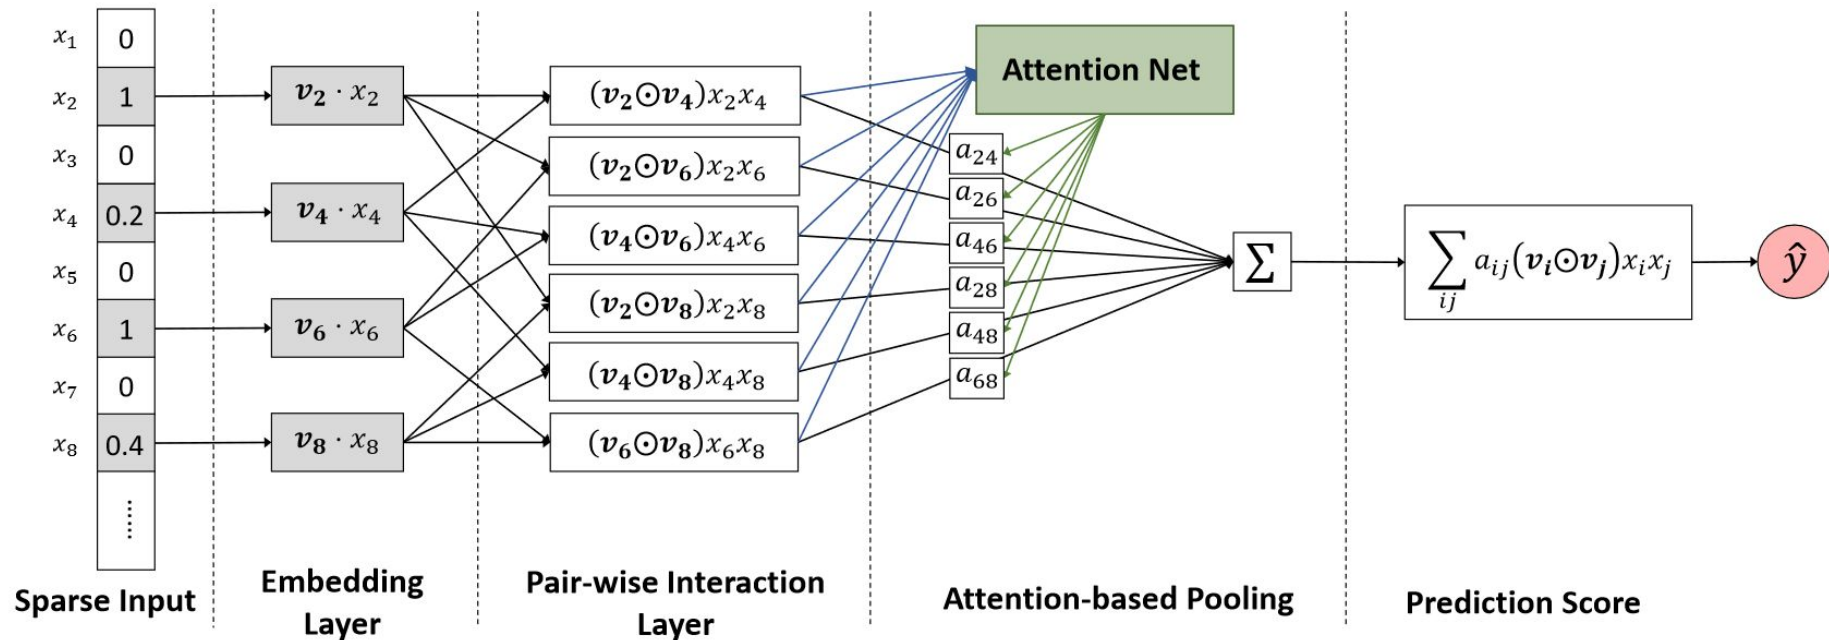 x₁ 0
x₂ 1
x₃ 0
x₄ 0.2
x₅ 0
x₆ 1
x₇ 0
x₈ 0.4
......
Sparse Input
v₂ · x₂
v₄ · x₄
v₆ · x₆
v₈ · x₈
Embedding
Layer
(v₂⊙v₄)x₂x₄
(v₂⊙v₆)x₂x₆
(v₄⊙v₆)x₄x₆
(v₂⊙v₈)x₂x₈
(v₄⊙v₈)x₄x₈
(v₆⊙v₈)x₆x₈
Pair-wise Interaction
Layer
Attention Net
a₂₄
a₂₆
a₄₆
a₂₈
a₄₈
a₆₈
Σ
Attention-based Pooling
∑ᵢⱼ aᵢⱼ(vᵢ⊙vⱼ)xᵢxⱼ
ŷ
Prediction Score